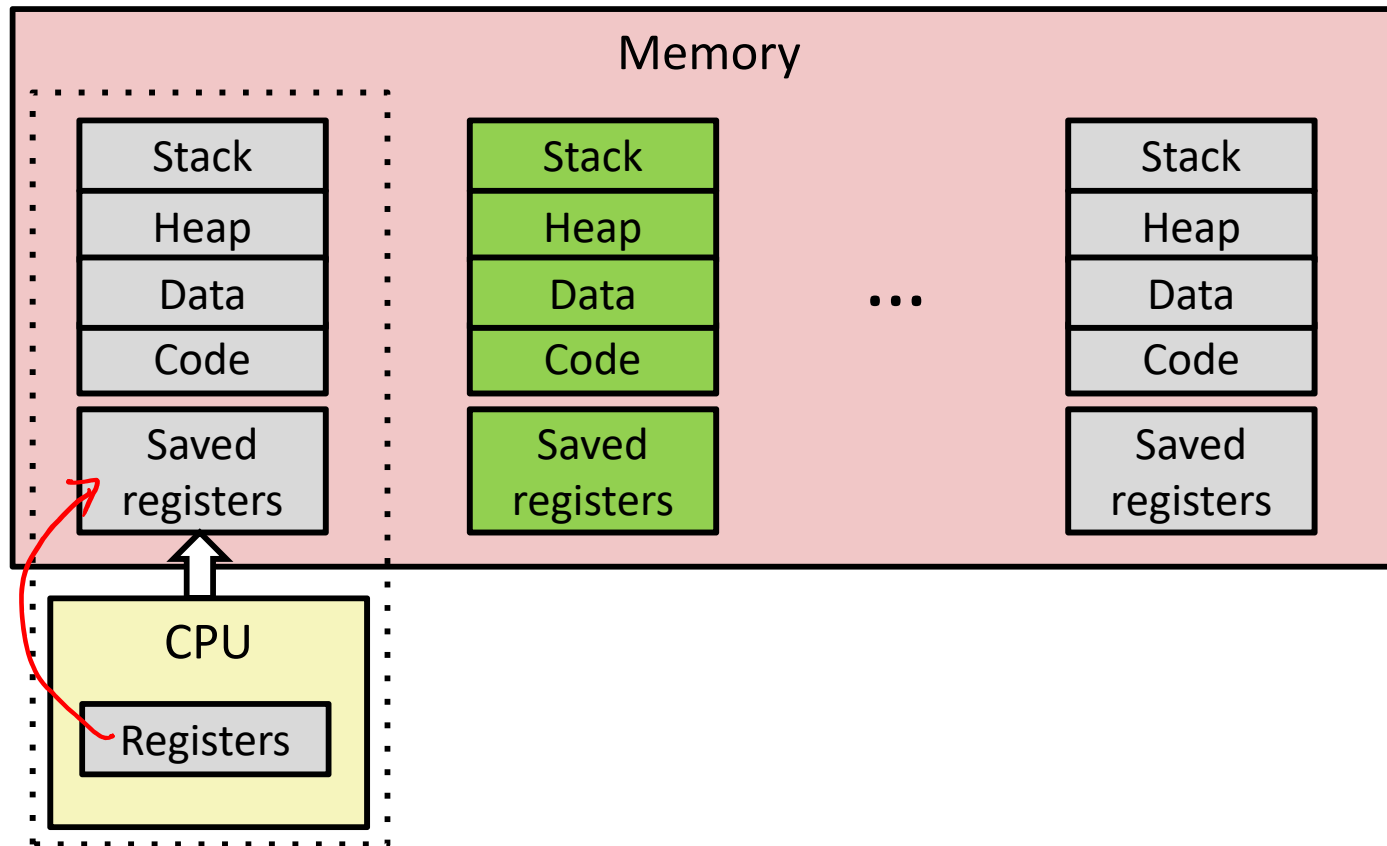 Memory
Stack
Heap
Data
Code
Saved
registers
Stack
Heap
Data
Code
Saved
registers
...
Stack
Heap
Data
Code
Saved
registers
CPU
Registers